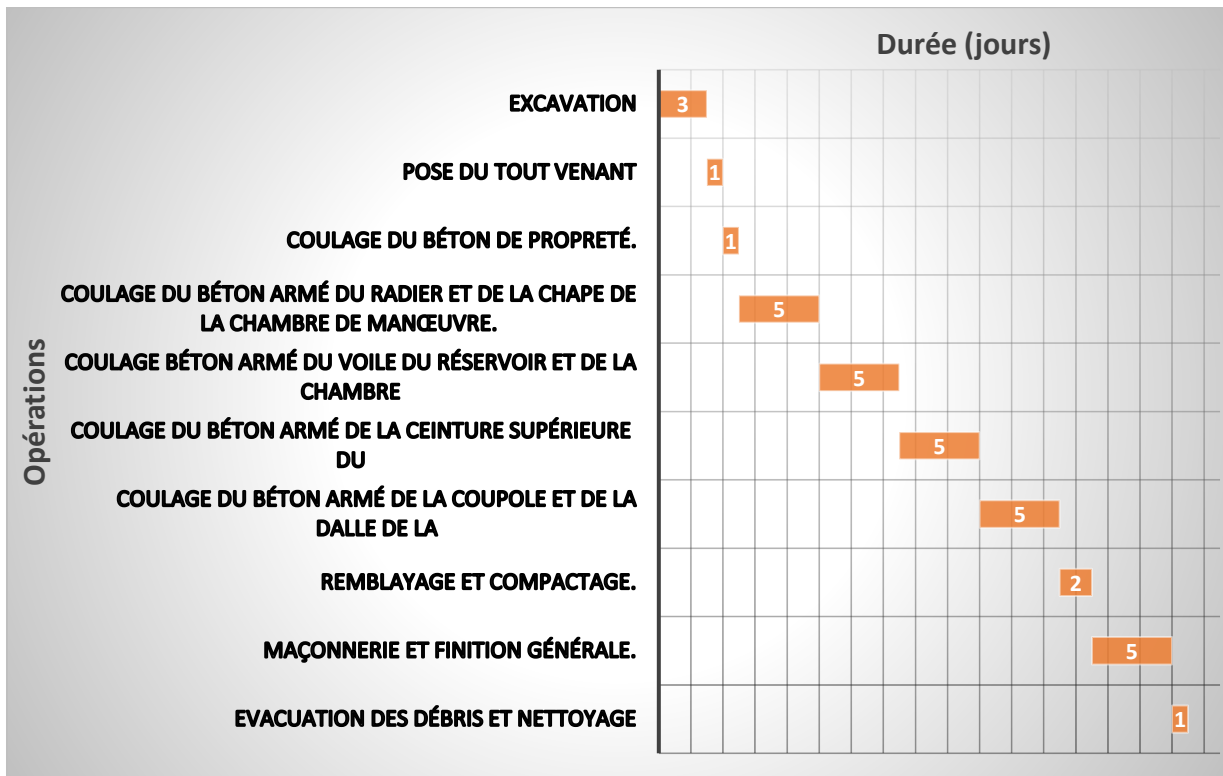 Durée (jours)
EXCAVATION
3
POSE DU TOUT VENANT
1
COULAGE DU BÉTON DE PROPRETÉ.
1
COULAGE DU BÉTON ARMÉ DU RADIER ET DE LA CHAPE DE
LA CHAMBRE DE MANŒUVRE.
5
COULAGE BÉTON ARMÉ DU VOILE DU RÉSERVOIR ET DE LA
CHAMBRE
5
COULAGE DU BÉTON ARMÉ DE LA CEINTURE SUPÉRIEURE
DU
5
COULAGE DU BÉTON ARMÉ DE LA COUPOLE ET DE LA
DALLE DE LA
5
REMBLAYAGE ET COMPACTAGE.
2
MAÇONNERIE ET FINITION GÉNÉRALE.
5
EVACUATION DES DÉBRIS ET NETTOYAGE
1
Opérations